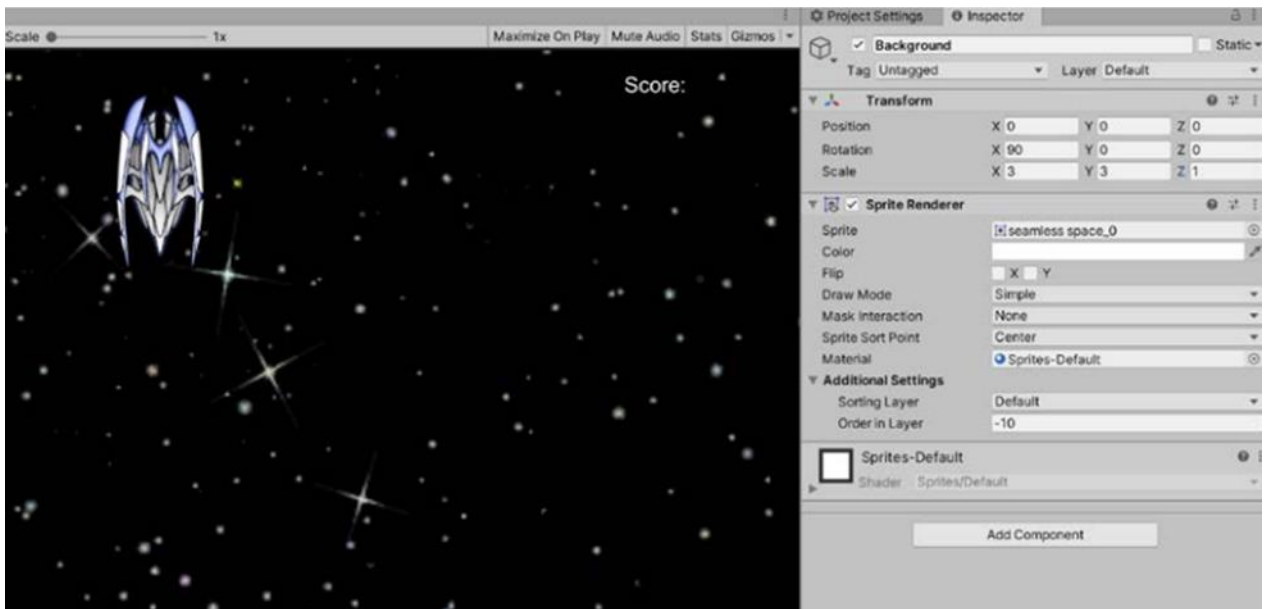 Scale 1x Maximize On Play Mute Audio Stats Gizmos
Score:
Project Settings Inspector
Background Static
Tag Untagged Layer Default
Transform
Position X 0 Y 0 Z 0
Rotation X 90 Y 0 Z 0
Scale X 3 Y 3 Z 1
Sprite Renderer
Sprite seamless space_0
Color
Flip X Y
Draw Mode Simple
Mask Interaction None
Sprite Sort Point Center
Material Sprites-Default
Additional Settings
Sorting Layer Default
Order in Layer -10
Sprites-Default
Shader Sprites/Default
Add Component